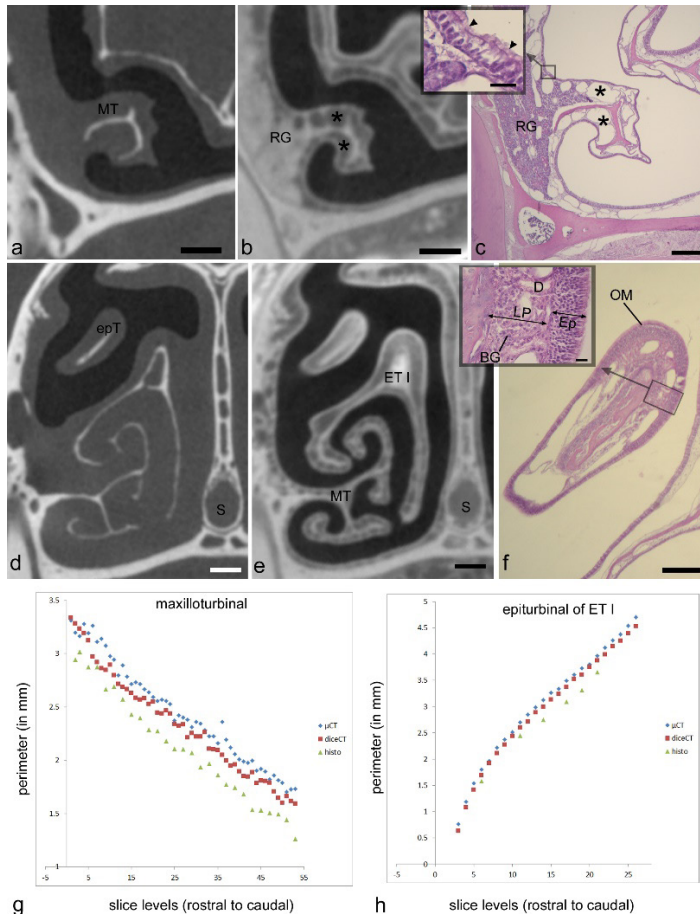 MT
a
RG
*
*
b
RG
*
*
c
epT
S
d
ET I
MT
S
e
D
LP
Ep
BG
OM
f
maxilloturbinal
perimeter (in mm)
3.5
3
2.5
2
1.5
1
-5
5
15
25
35
45
55
µCT
diceCT
histo
slice levels (rostral to caudal)
g
epiturbinal of ET I
perimeter (in mm)
5
4.5
4
3.5
3
2.5
2
1.5
1
0.5
0
-5
0
5
10
15
20
25
30
µCT
diceCT
histo
slice levels (rostral to caudal)
h